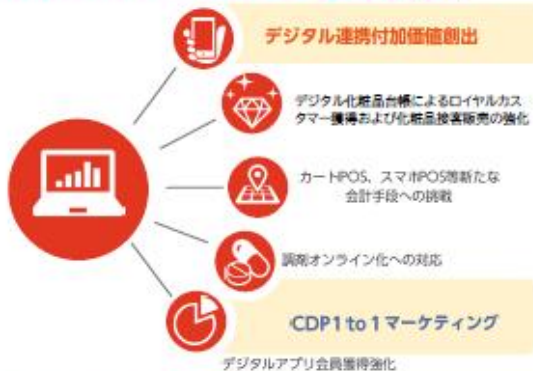 デジタル連携付加価値創出
デジタル化粧品台帳によるロイヤルカス
タマー獲得および化粧品接客販売の強化
カートPOS、スマホPOS等新たな
会計手段への挑戦
調剤オンライン化への対応
CDP1 to 1 マーケティング
デジタルアプリ会員獲得強化